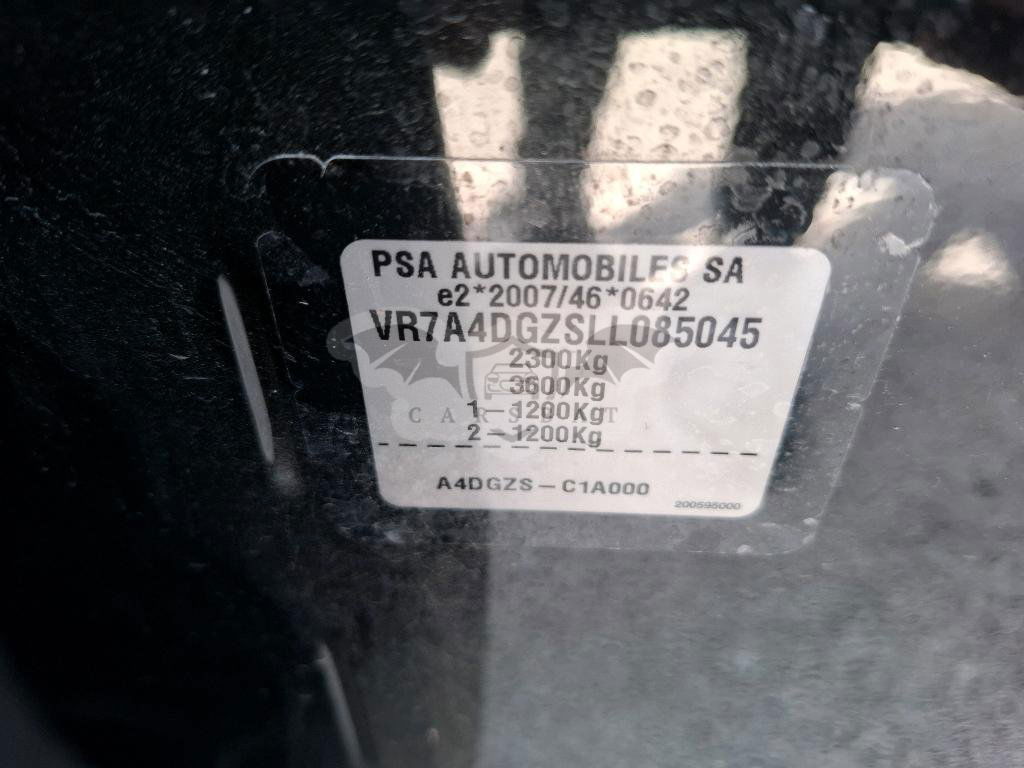 PSA AUTOMOBILES SA
e2*2007/46*0642
VR7A4DGZSLL085045
2300Kg
3600Kg
1-1200Kg
2-1200Kg
A4DGZS-C1A000
200595000